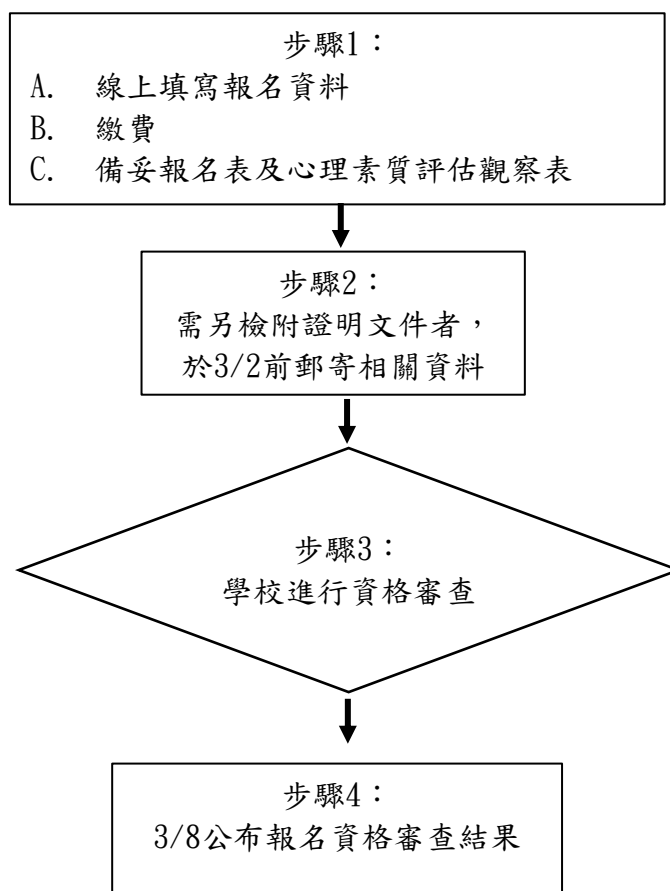 步驟1：
A. 線上填寫報名資料
B. 繳費
C. 備妥報名表及心理素質評估觀察表
步驟2：
需另檢附證明文件者，
於3/2前郵寄相關資料
步驟3：
學校進行資格審查
步驟4：
3/8公布報名資格審查結果